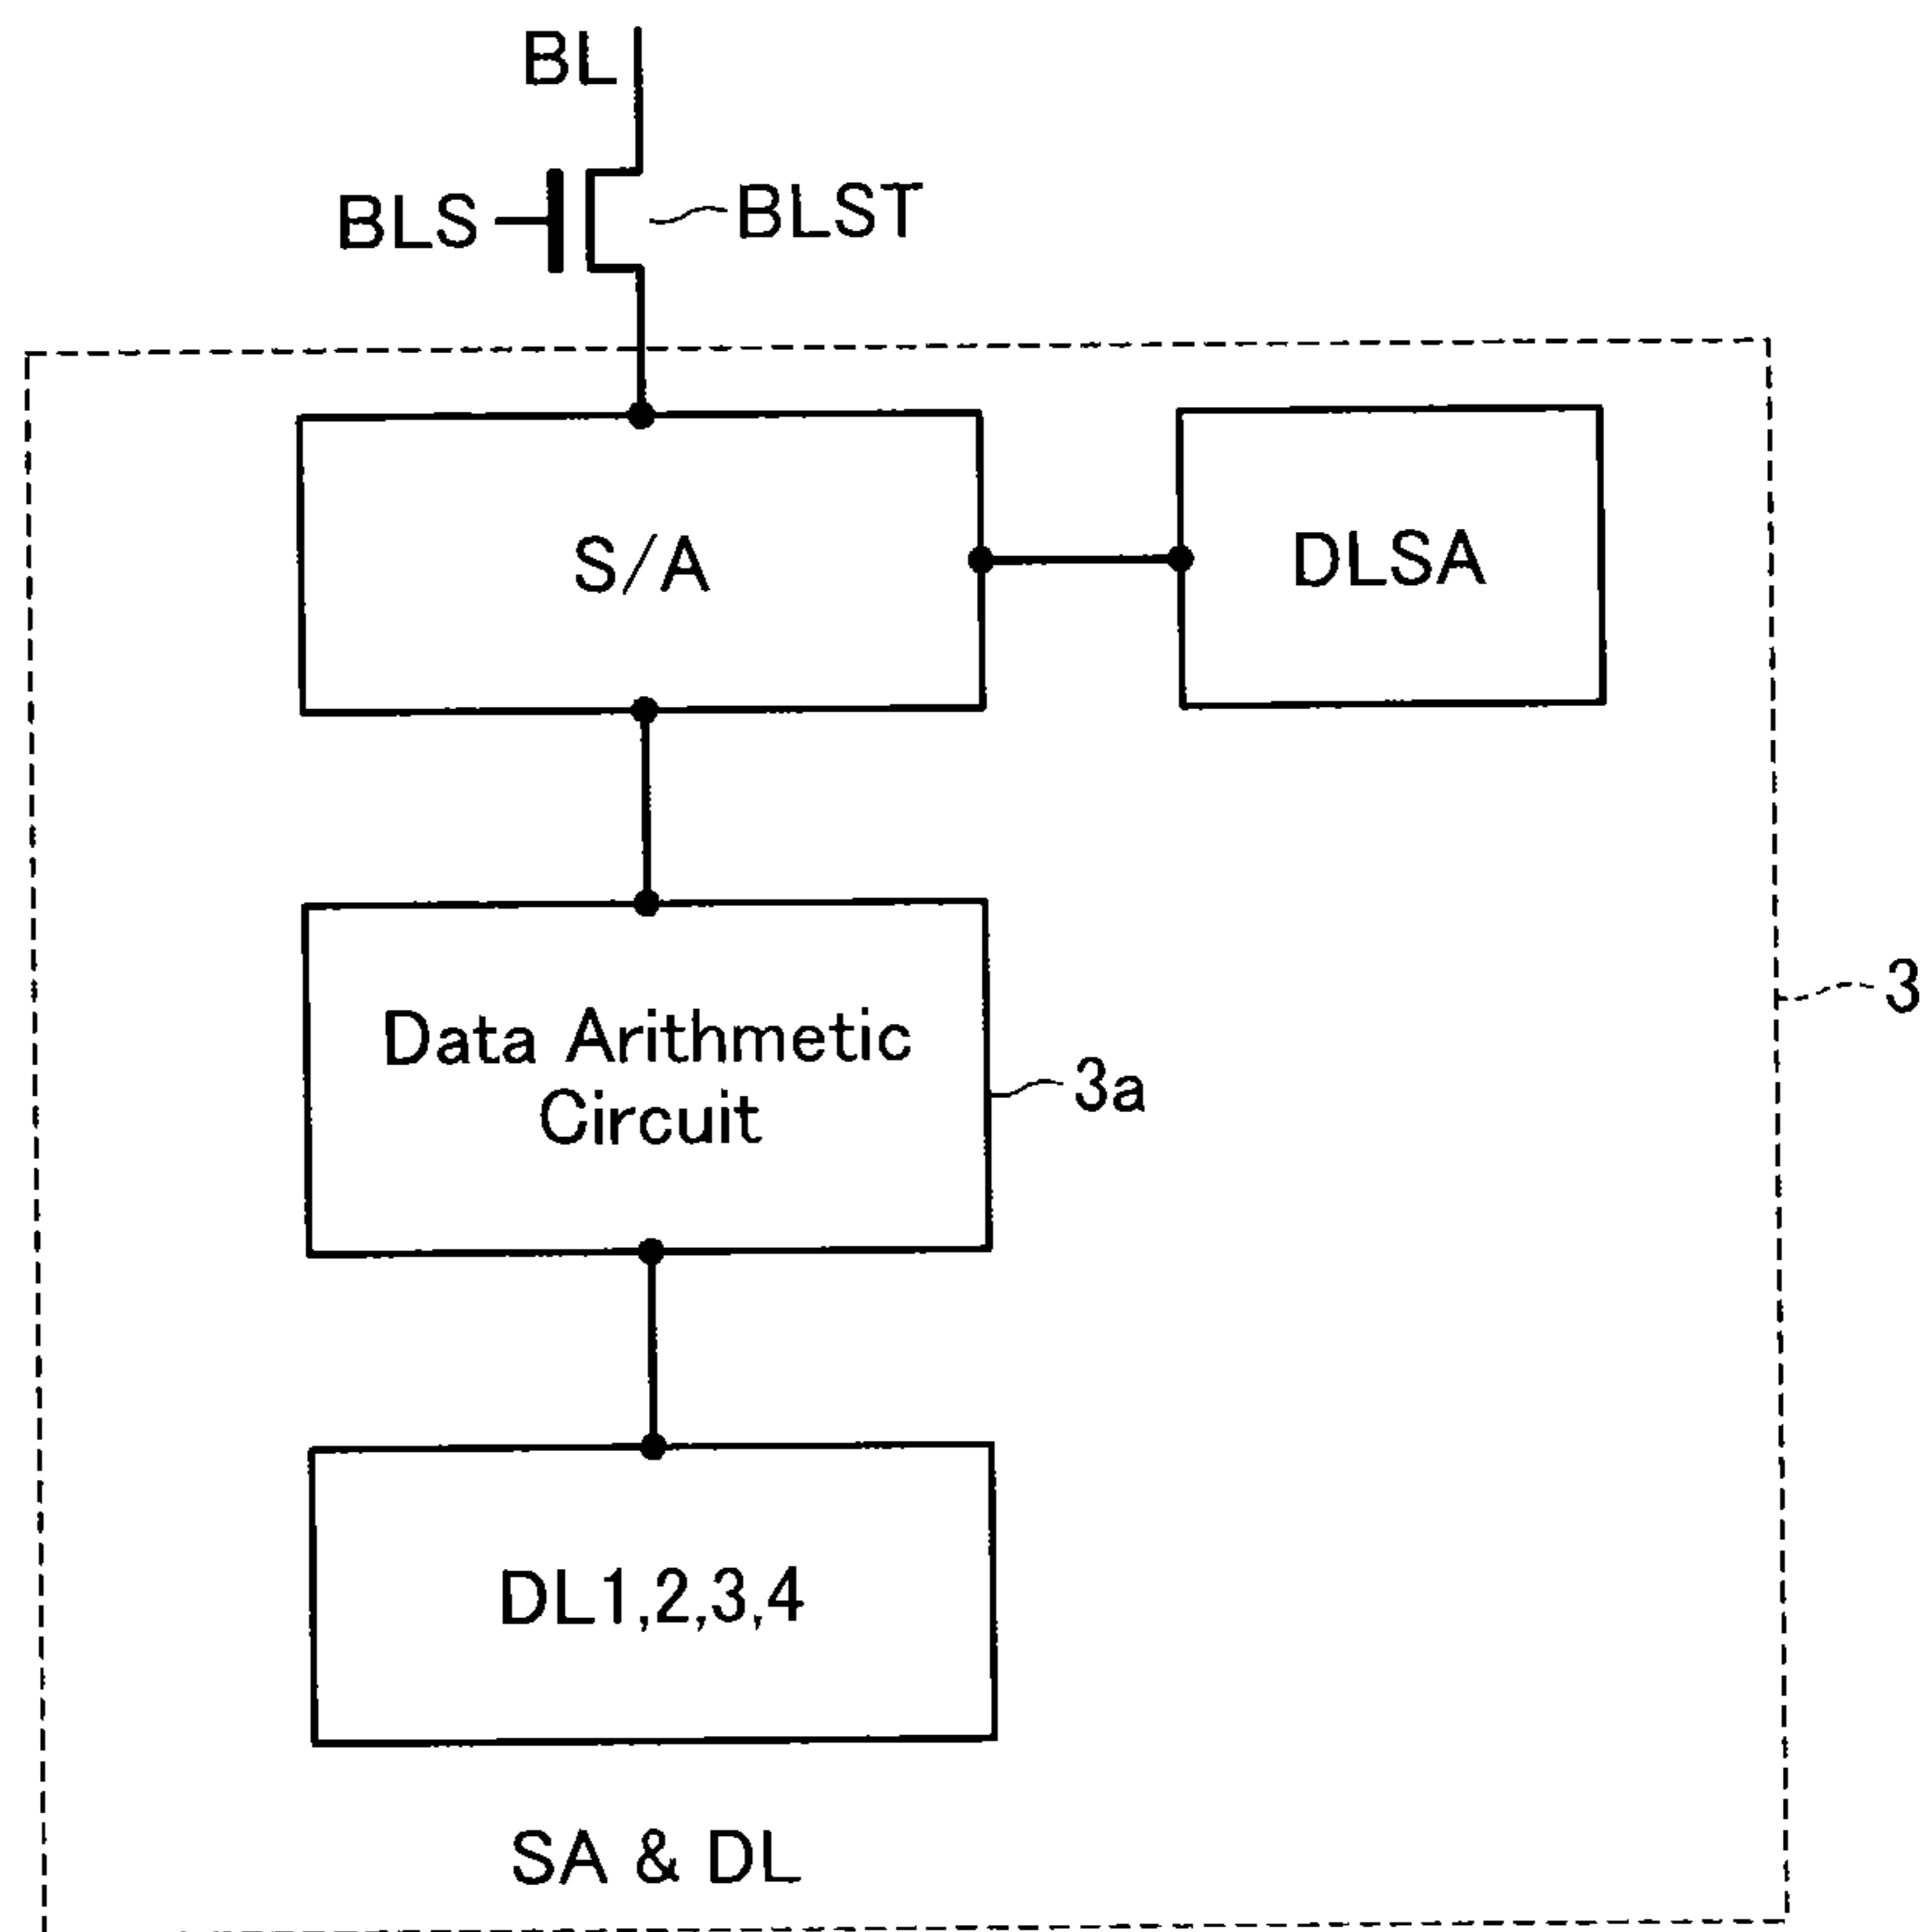 BL
BLS
BLST
S/A
DLSA
Data Arithmetic
Circuit
3a
3
DL1,2,3,4
SA & DL